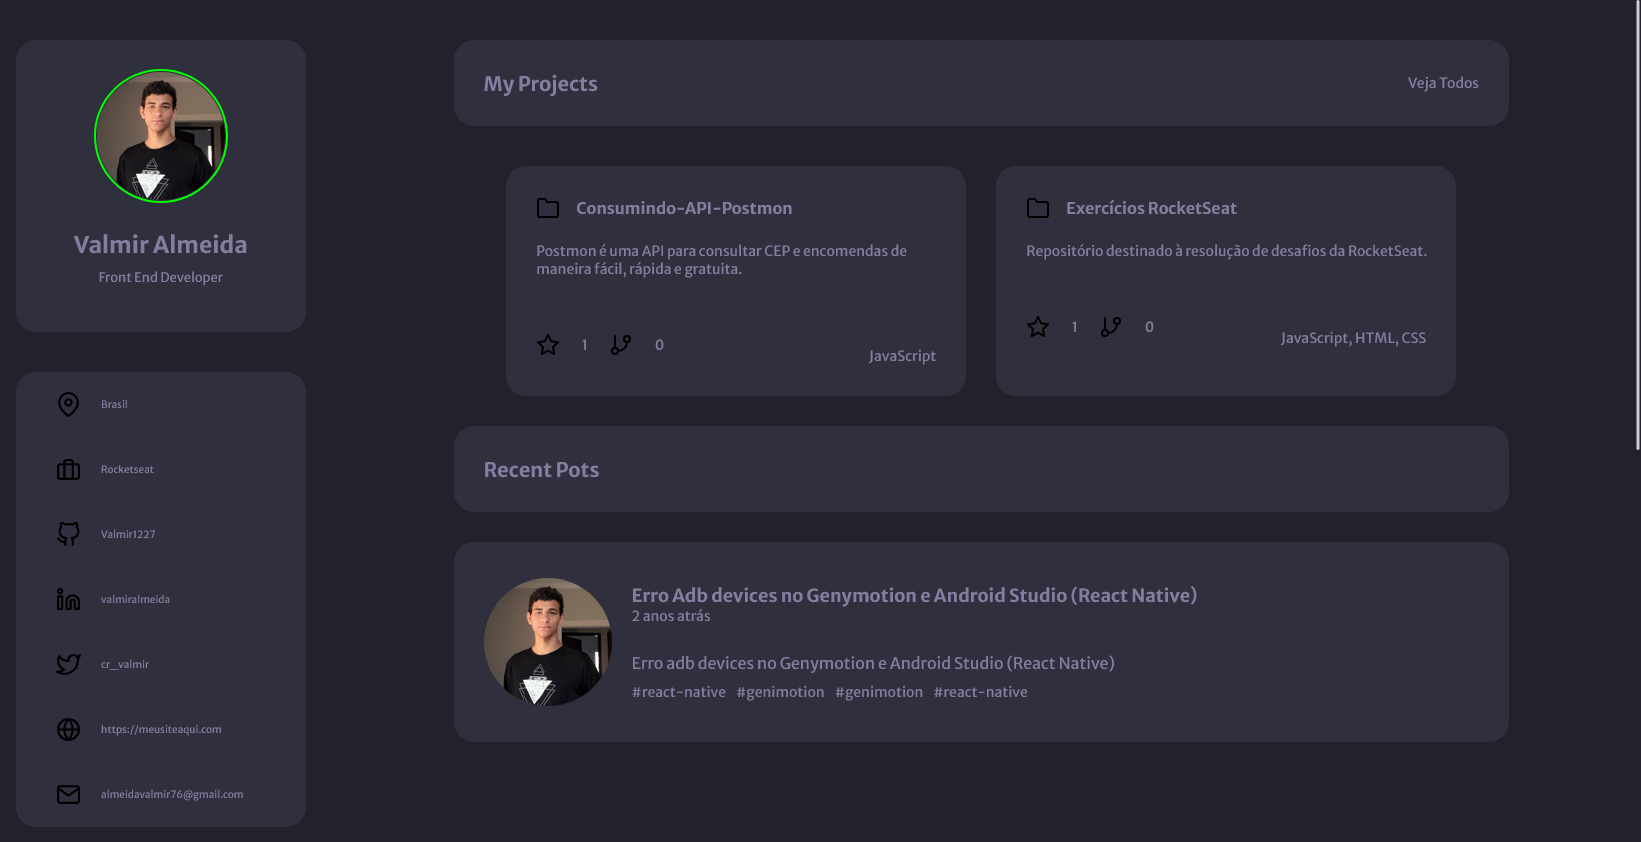 Valmir Almeida
Front End Developer
Brasil
Rocketseat
Valmir1227
valmiralmeida
cr_valmir
https://meusiteaqui.com
almeidavalmir76@gmail.com
My Projects
Veja Todos
Consumindo-API-Postmon
Postmon é uma API para consultar CEP e encomendas de
maneira fácil, rápida e gratuita.
1 0
JavaScript
Exercícios RocketSeat
Repositório destinado à resolução de desafios da RocketSeat.
1 0
JavaScript, HTML, CSS
Recent Pots
Erro Adb devices no Genymotion e Android Studio (React Native)
2 anos atrás
Erro adb devices no Genymotion e Android Studio (React Native)
#react-native #genimotion #genimotion #react-native